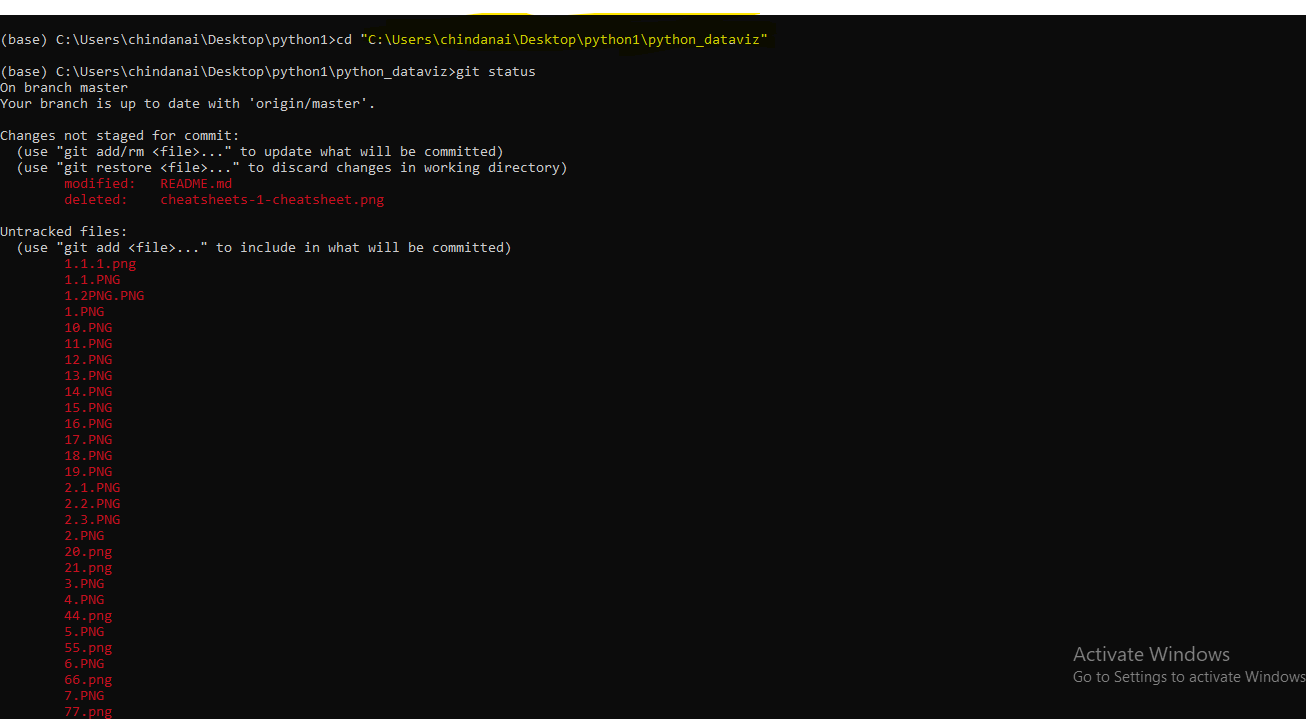 (base) C:\Users\chindanai\Desktop\python1>cd "C:\Users\chindanai\Desktop\python1\python_dataviz"
(base) C:\Users\chindanai\Desktop\python1\python_dataviz>git status
On branch master
Your branch is up to date with 'origin/master'.
Changes not staged for commit:
(use "git add/rm <file>..." to update what will be committed)
(use "git restore <file>..." to discard changes in working directory)
modified: README.md
deleted: cheatsheets-1-cheatsheet.png
Untracked files:
(use "git add <file>..." to include in what will be committed)
1.1.1.png
1.1.PNG
1.2PNG.PNG
1.PNG
10.PNG
11.PNG
12.PNG
13.PNG
14.PNG
15.PNG
16.PNG
17.PNG
18.PNG
19.PNG
2.1.PNG
2.2.PNG
2.3.PNG
2.PNG
20.png
21.png
3.PNG
4.PNG
44.png
5.PNG
55.png
6.PNG
66.png
7.PNG
77.png
Activate Windows
Go to Settings to activate Windows